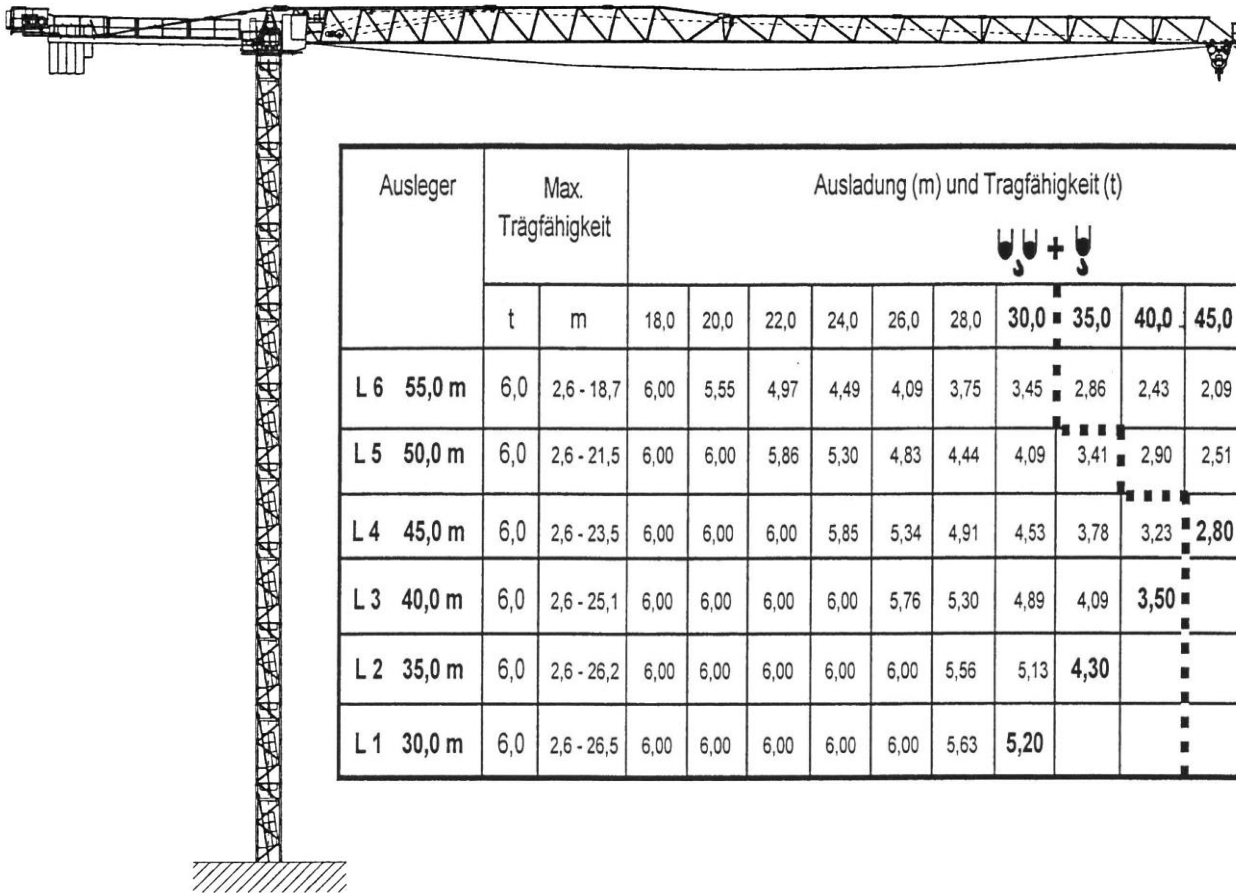 Ausleger Max. Ausladung (m) und Tragfähigkeit (t)
Trägfähigkeit
+
t m 18,0 20,0 22,0 24,0 26,0 28,0 30,0 35,0 40,0 45,0
L 6 55,0 m 6,0 2,6 - 18,7 6,00 5,55 4,97 4,49 4,09 3,75 3,45 2,86 2,43 2,09
L 5 50,0 m 6,0 2,6 - 21,5 6,00 6,00 5,86 5,30 4,83 4,44 4,09 3,41 2,90 2,51
L 4 45,0 m 6,0 2,6 - 23,5 6,00 6,00 6,00 5,85 5,34 4,91 4,53 3,78 3,23 2,80
L 3 40,0 m 6,0 2,6 - 25,1 6,00 6,00 6,00 6,00 5,76 5,30 4,89 4,09 3,50
L 2 35,0 m 6,0 2,6 - 26,2 6,00 6,00 6,00 6,00 6,00 5,56 5,13 4,30
L 1 30,0 m 6,0 2,6 - 26,5 6,00 6,00 6,00 6,00 6,00 5,63 5,20